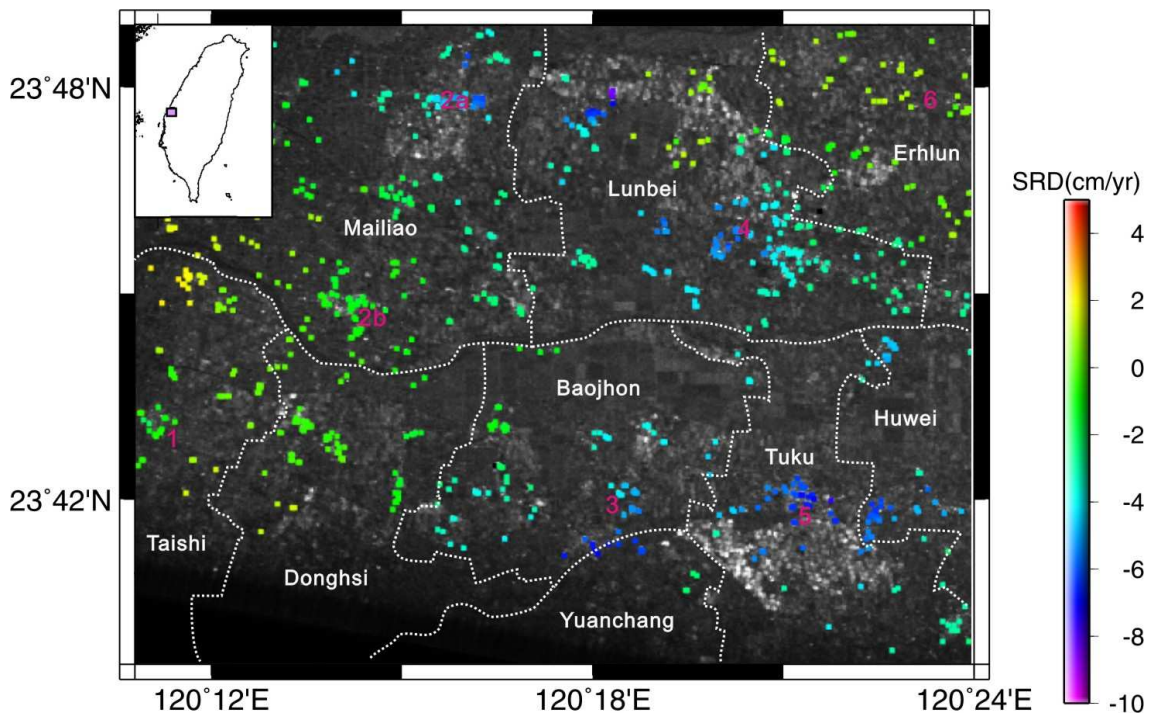 23°48'N
2a
6
Erhlun
Lunbei
SRD(cm/yr)
Mailiao
4
4
2
2b
0
Baojhon
Huwei
1
-2
Tuku
23°42'N
3
5
-4
Taishi
Donghsi
-6
Yuanchang
-8
120°12'E
120°18'E
120°24'E
-10